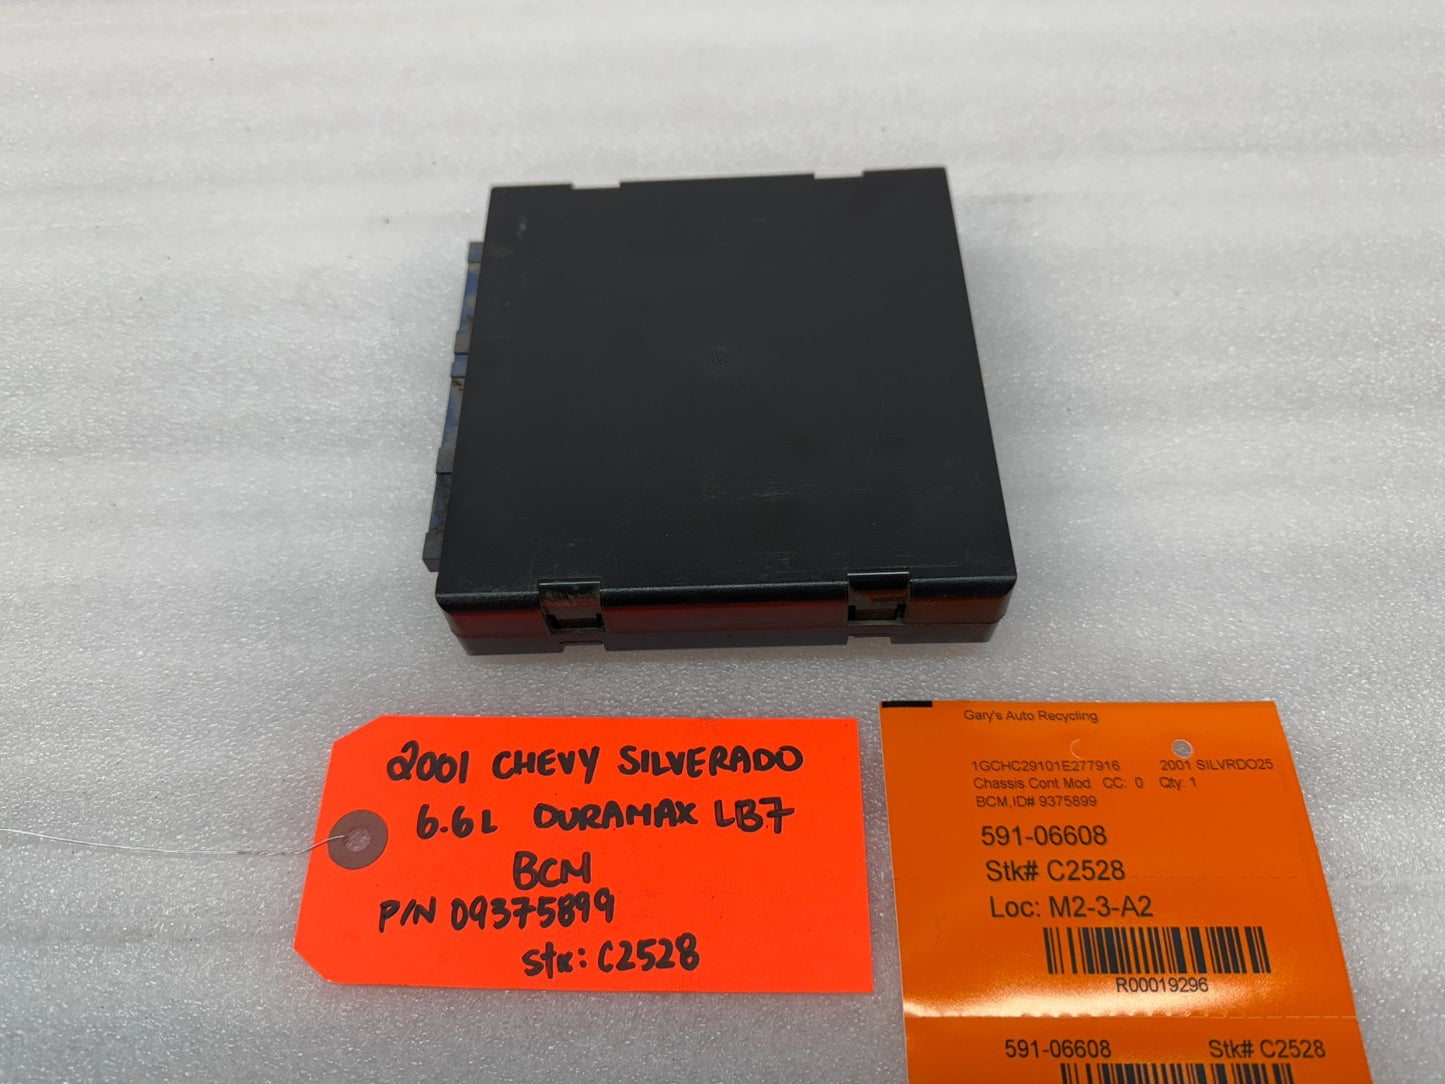 2001 CHEVY SILVERADO
6.6L DURAMAX LB7
BCM
P/N 09375899
stk: C2528
Gary's Auto Recycling
1GCHC29101E277916 2001 SILVRDO25
Chassis Cont Mod CC: 0 Qty: 1
BCM,ID# 9375899
591-06608
Stk# C2528
Loc: M2-3-A2
R00019296
591-06608 Stk# C2528